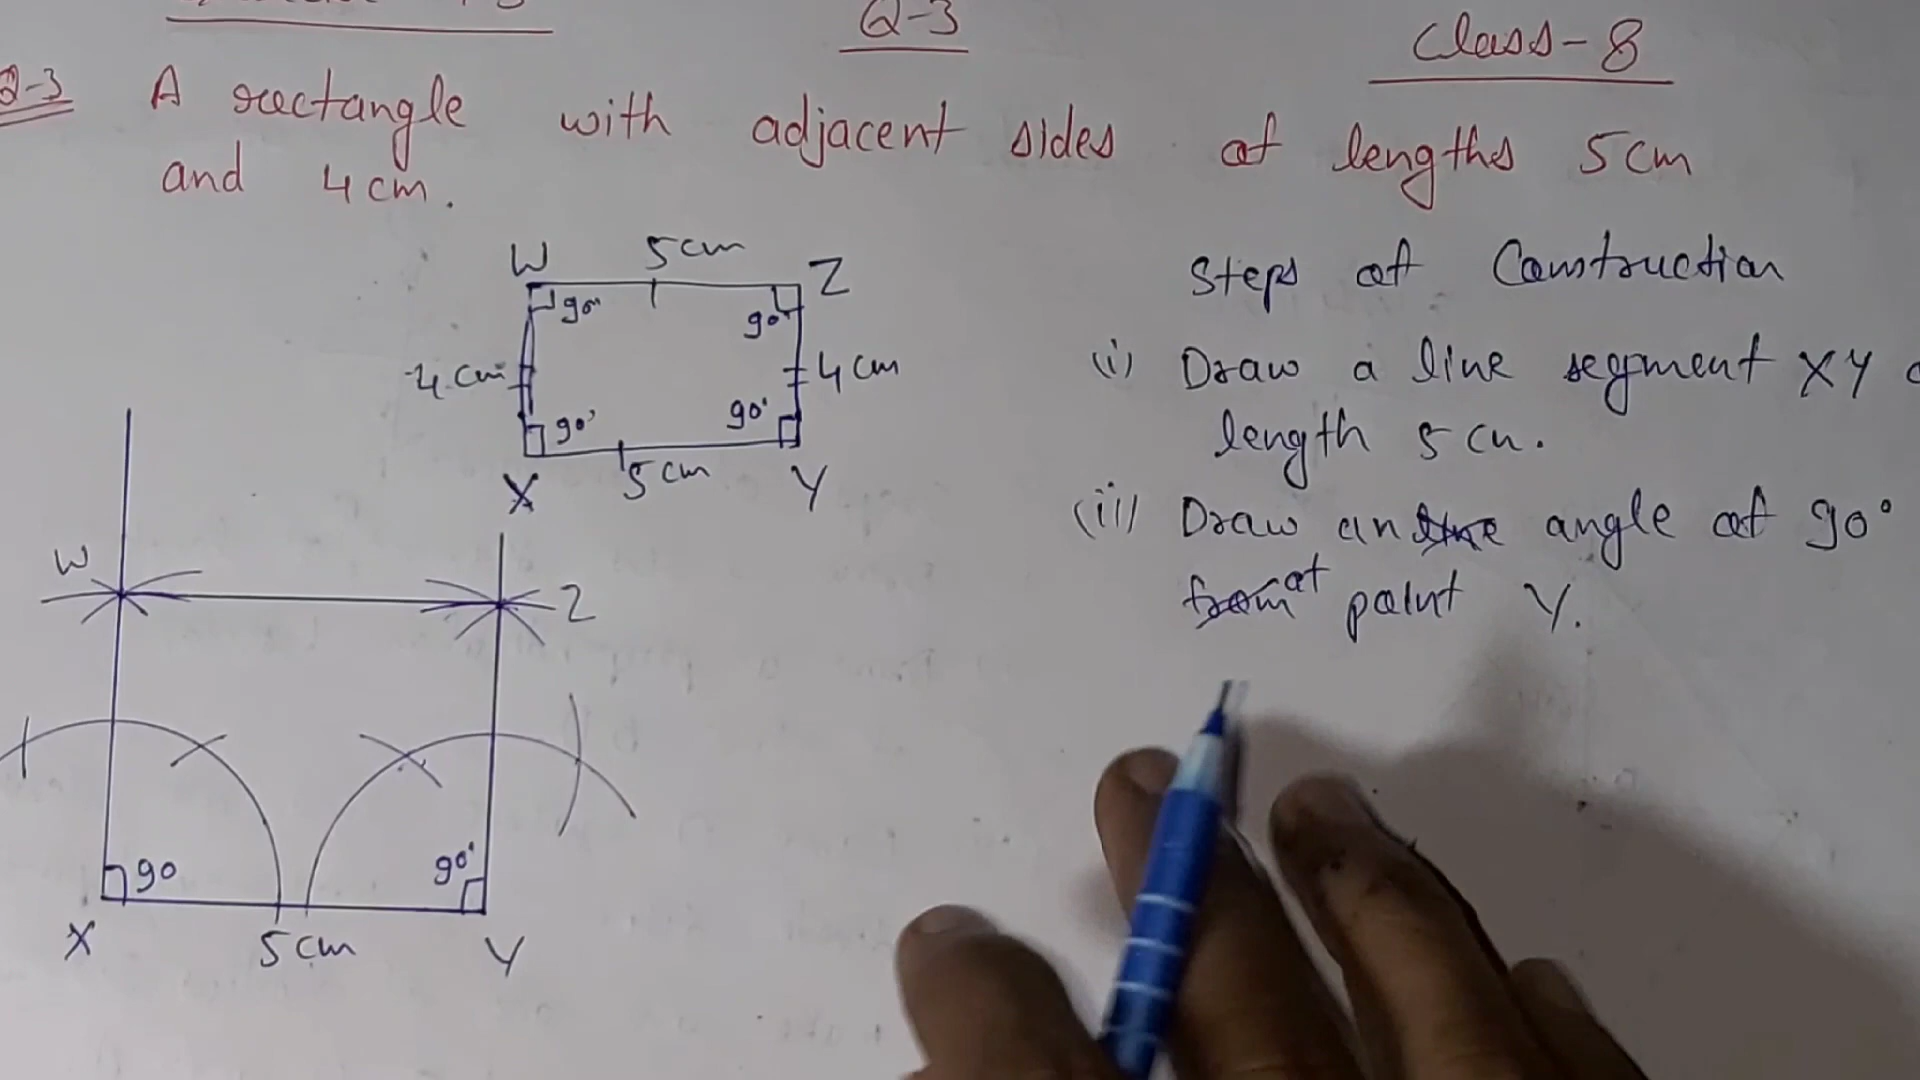 Q-3
Class-8
Q-3 A rectangle with adjacent sides of lengths 5cm
and 4cm.
W 5cm Z
90° 90°
4cm 4cm
90° 90°
X 5cm Y
W Z
90 90°
X 5cm Y
Steps of Construction
(i) Draw a line segment XY
length 5cm.
(ii) Draw an angle of 90°
at point Y.